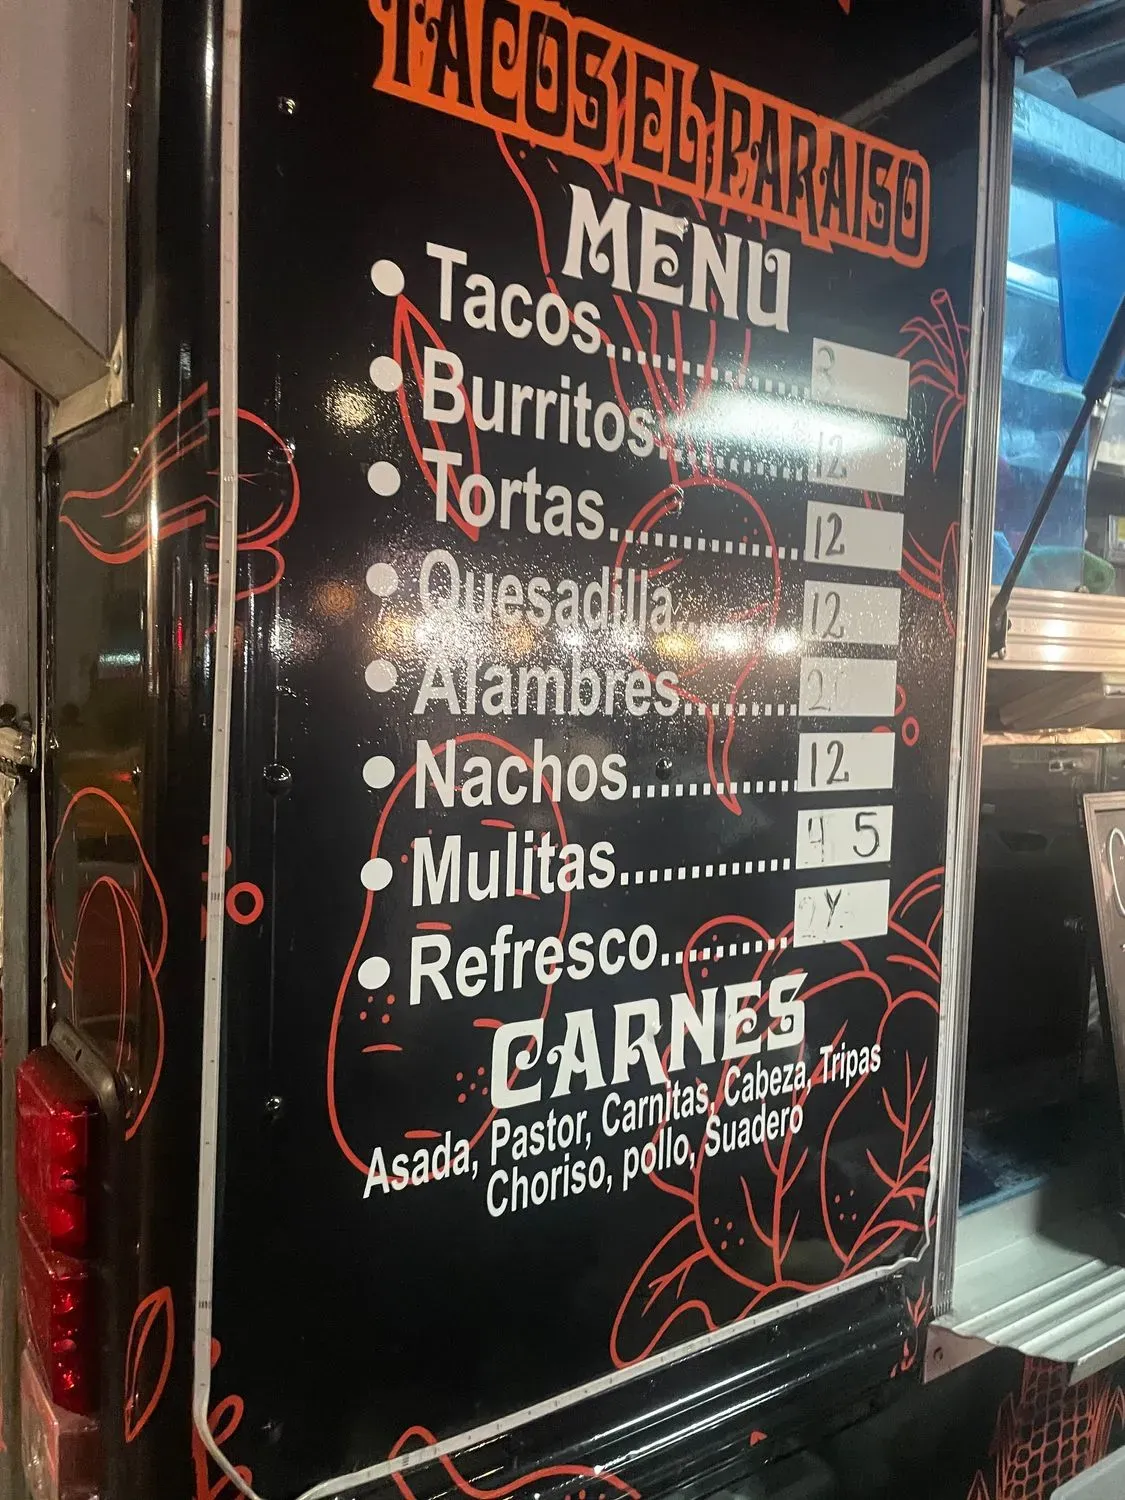 TACOS EL PARAISO
MENU
Tacos.................3
Burritos.............12
Tortas...............12
Quesadilla..........12
Alambres..........
Nachos.............12
Mulitas.............5
Refresco..........
CARNES
Asada, Pastor, Carnitas, Cabeza, Tripas
Choriso, pollo, Suadero